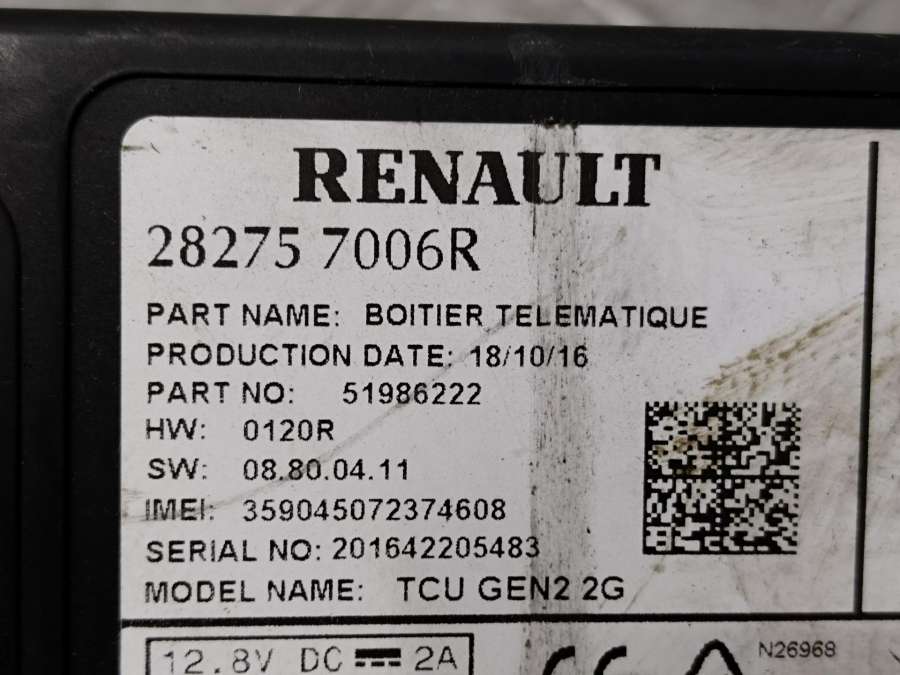 RENAULT
28275 7006R
PART NAME: BOITIER TELEMATIQUE
PRODUCTION DATE: 18/10/16
PART NO: 51986222
HW: 0120R
SW: 08.80.04.11
IMEI: 359045072374608
SERIAL NO: 201642205483
MODEL NAME: TCU GEN2 2G
12.8V DC 2A
CE
N26968